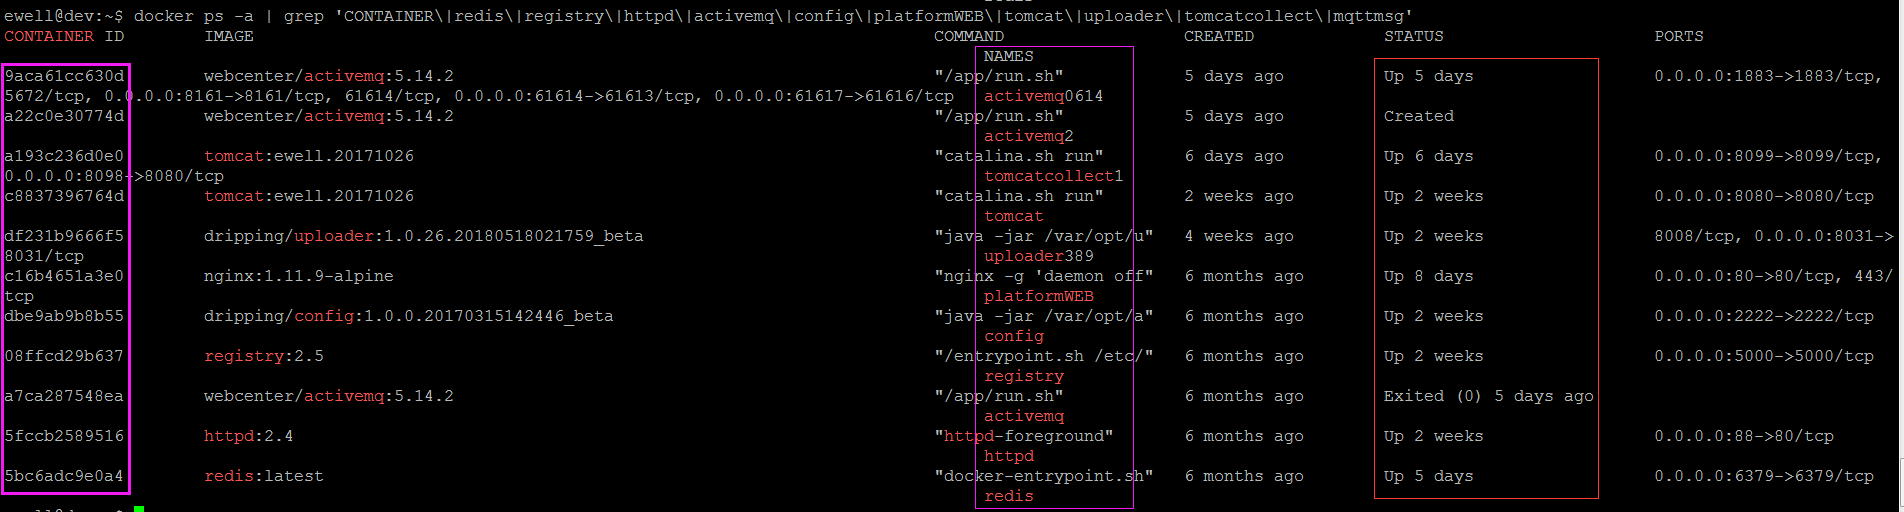 ewell@dev:~$ docker ps -a | grep 'CONTAINER\|redis\|registry\|httpd\|activemq\|config\|platformWEB\|tomcat\|uploader\|tomcatcollect\|mqttmsg'
CONTAINER ID IMAGE COMMAND CREATED STATUS PORTS
NAMES
9aca61cc630d webcenter/activemq:5.14.2 "/app/run.sh" 5 days ago Up 5 days 0.0.0.0:1883->1883/tcp,
5672/tcp, 0.0.0.0:8161->8161/tcp, 61614/tcp, 0.0.0.0:61614->61613/tcp, 0.0.0.0:61617->61616/tcp activemq0614
a22c0e30774d webcenter/activemq:5.14.2 "/app/run.sh" 5 days ago Created
activemq2
a193c236d0e0 tomcat:ewell.20171026 "catalina.sh run" 6 days ago Up 6 days 0.0.0.0:8099->8099/tcp,
0.0.0.0:8098->8080/tcp tomcatcollect1
c8837396764d tomcat:ewell.20171026 "catalina.sh run" 2 weeks ago Up 2 weeks 0.0.0.0:8080->8080/tcp
tomcat
df231b9666f5 dripping/uploader:1.0.26.20180518021759_beta "java -jar /var/opt/u" 4 weeks ago Up 2 weeks 8008/tcp, 0.0.0.0:8031->
8031/tcp uploader389
c16b4651a3e0 nginx:1.11.9-alpine "nginx -g 'daemon off" 6 months ago Up 8 days 0.0.0.0:80->80/tcp, 443/
tcp platformWEB
dbe9ab9b8b55 dripping/config:1.0.0.20170315142446_beta "java -jar /var/opt/a" 6 months ago Up 2 weeks 0.0.0.0:2222->2222/tcp
config
08ffcd29b637 registry:2.5 "/entrypoint.sh /etc/" 6 months ago Up 2 weeks 0.0.0.0:5000->5000/tcp
registry
a7ca287548ea webcenter/activemq:5.14.2 "/app/run.sh" 6 months ago Exited (0) 5 days ago
activemq
5fccb2589516 httpd:2.4 "httpd-foreground" 6 months ago Up 2 weeks 0.0.0.0:88->80/tcp
httpd
5bc6adc9e0a4 redis:latest "docker-entrypoint.sh" 6 months ago Up 5 days 0.0.0.0:6379->6379/tcp
redis